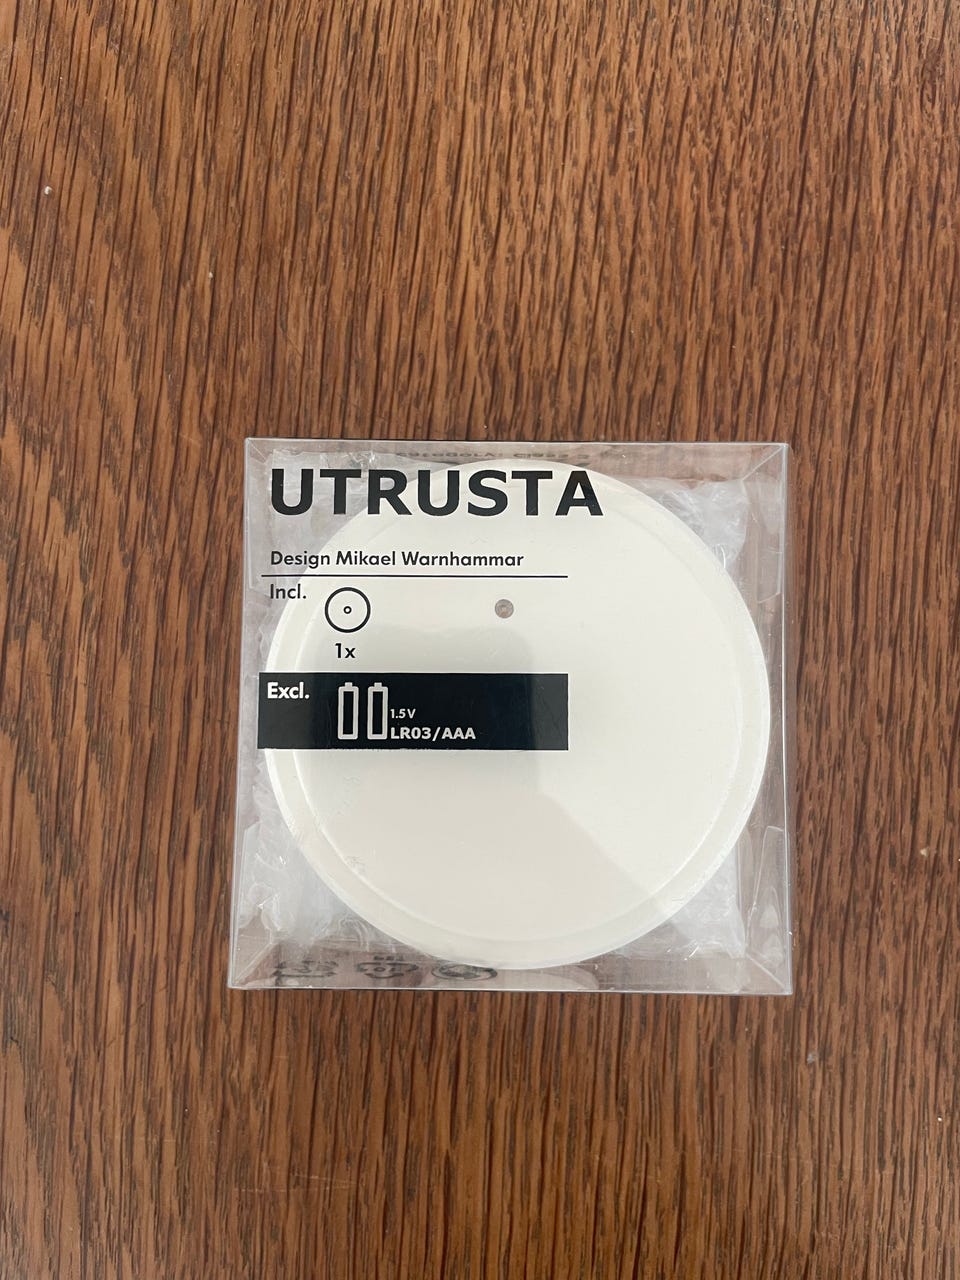 UTRUSTA
Design Mikael Warnhammar
Incl.
1x
Excl.
1.5V
LR03/AAA